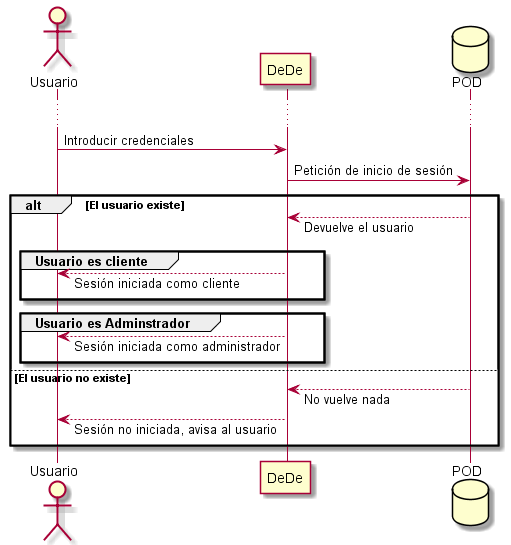 Usuario
DeDe
POD
Introducir credenciales
Petición de inicio de sesión
alt [El usuario existe]
Devuelve el usuario
Usuario es cliente
Sesión iniciada como cliente
Usuario es Adminstrador
Sesión iniciada como administrador
[El usuario no existe]
No vuelve nada
Sesión no iniciada, avisa al usuario
Usuario
DeDe
POD